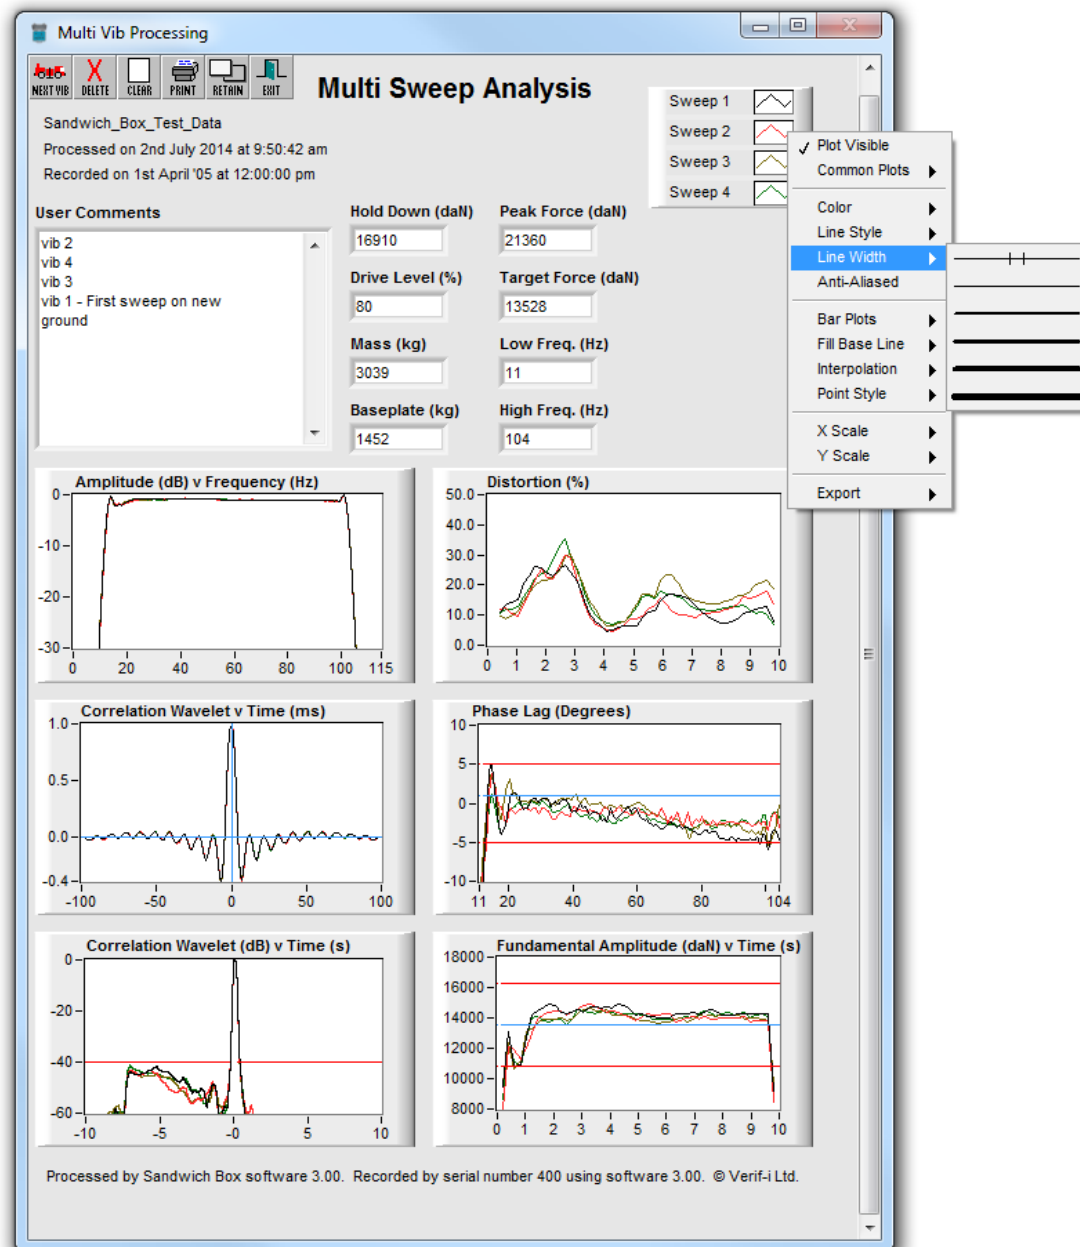 Multi Vib Processing
NEXT VIB DELETE CLEAR PRINT RETAIN EXIT
Multi Sweep Analysis
Sandwich_Box_Test_Data
Processed on 2nd July 2014 at 9:50:42 am
Recorded on 1st April '05 at 12:00:00 pm
Sweep 1
Sweep 2
Sweep 3
Sweep 4
Plot Visible
Common Plots
Color
Line Style
Line Width
Anti-Aliased
Bar Plots
Fill Base Line
Interpolation
Point Style
X Scale
Y Scale
Export
User Comments
vib 2
vib 4
vib 3
vib 1 - First sweep on new
ground
Hold Down (daN) Peak Force (daN)
16910 21360
Drive Level (%) Target Force (daN)
80 13528
Mass (kg) Low Freq. (Hz)
3039 11
Baseplate (kg) High Freq. (Hz)
1452 104
Amplitude (dB) v Frequency (Hz)
0
-10
-20
-30
0 20 40 60 80 100 115
Distortion (%)
50.0
40.0
30.0
20.0
10.0
0.0
0 1 2 3 4 5 6 7 8 9 10
Correlation Wavelet v Time (ms)
1.0
0.5
0.0
-0.4
-100 -50 0 50 100
Phase Lag (Degrees)
10
5
0
-5
-10
11 20 40 60 80 104
Correlation Wavelet (dB) v Time (s)
0
-20
-40
-60
-10 -5 -0 5 10
Fundamental Amplitude (daN) v Time (s)
18000
16000
14000
12000
10000
8000
0 1 2 3 4 5 6 7 8 9 10
Processed by Sandwich Box software 3.00. Recorded by serial number 400 using software 3.00. © Verif-i Ltd.